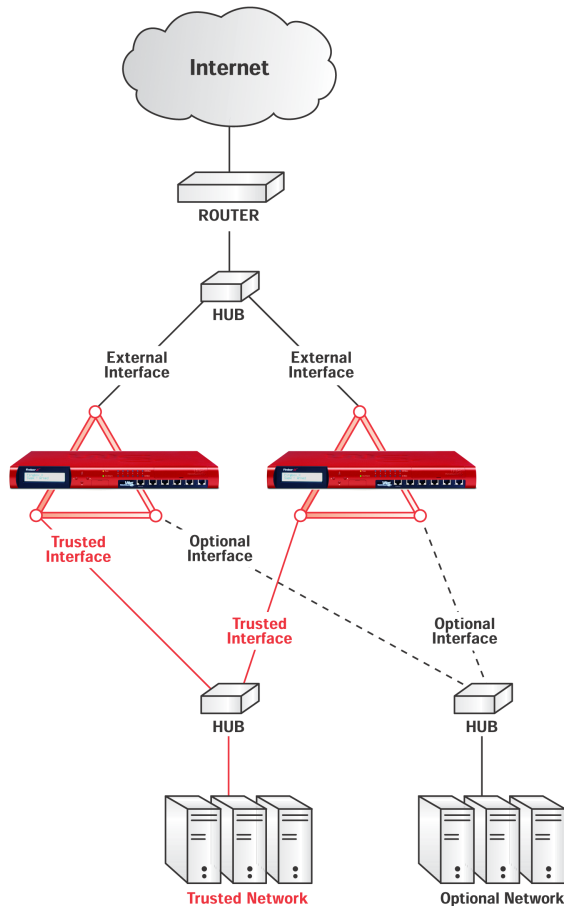 Internet
ROUTER
HUB
External
Interface
External
Interface
Trusted
Interface
Optional
Interface
Trusted
Interface
Optional
Interface
HUB
HUB
Trusted Network
Optional Network